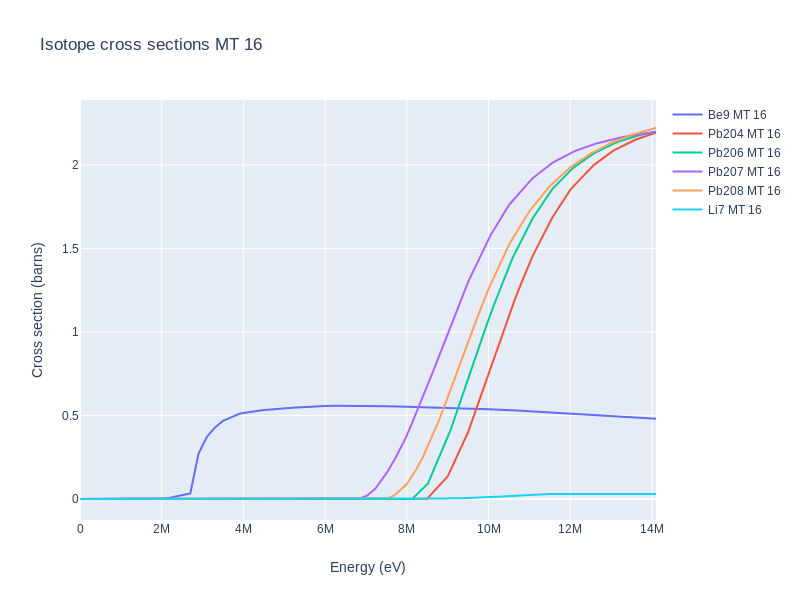 Isotope cross sections MT 16
Be9 MT 16
Pb204 MT 16
Pb206 MT 16
Pb207 MT 16
Pb208 MT 16
Li7 MT 16
Cross section (barns)
2
1.5
1
0.5
0
0
2M
4M
6M
8M
10M
12M
14M
Energy (eV)